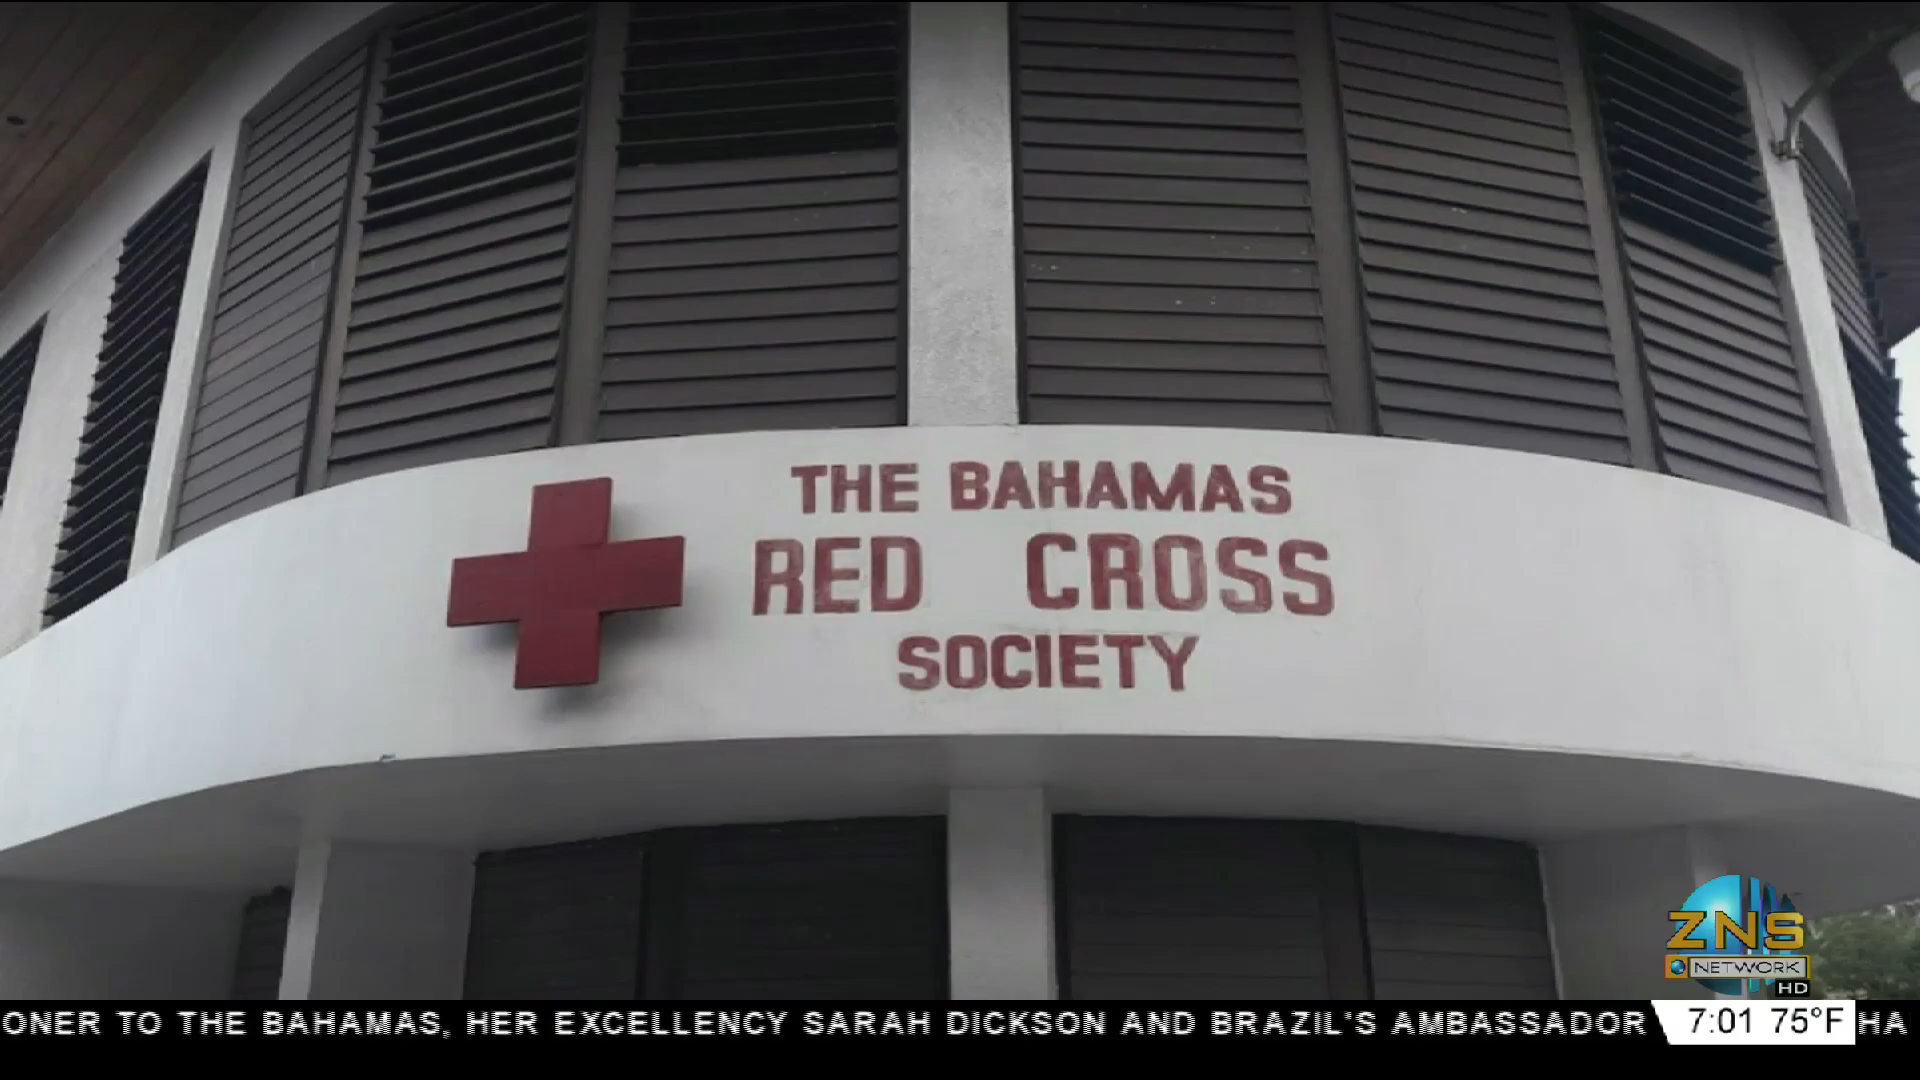 THE BAHAMAS
RED CROSS
SOCIETY
ZNS
NETWORK
HD
ONER TO THE BAHAMAS, HER EXCELLENCY SARAH DICKSON AND BRAZIL'S AMBASSADOR
7:01 75°F
HA